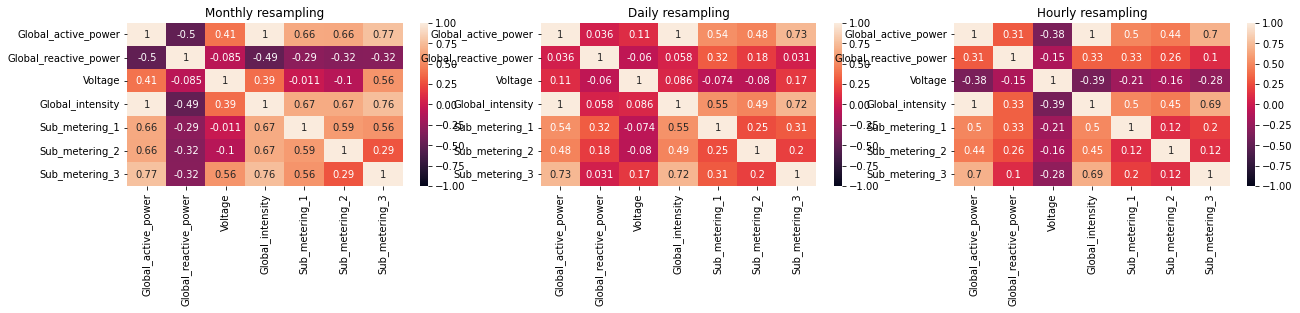 Monthly resampling
Global_active_power 1 -0.5 0.41 1 0.66 0.66 0.77
Global_reactive_power -0.5 1 -0.085 -0.49 -0.29 -0.32 -0.32
Voltage 0.41 -0.085 1 0.39 -0.011 -0.1 0.56
Global_intensity 1 -0.49 0.39 1 0.67 0.67 0.76
Sub_metering_1 0.66 -0.29 -0.011 0.67 1 0.59 0.56
Sub_metering_2 0.66 -0.32 -0.1 0.67 0.59 1 0.29
Sub_metering_3 0.77 -0.32 0.56 0.76 0.56 0.29 1
Global_active_power
Global_reactive_power
Voltage
Global_intensity
Sub_metering_1
Sub_metering_2
Sub_metering_3
1.00
0.75
0.50
0.25
0.00
-0.25
-0.50
-0.75
-1.00
Daily resampling
Global_active_power 1 0.036 0.11 1 0.54 0.48 0.73
Global_reactive_power 0.036 1 -0.06 0.058 0.32 0.18 0.031
Voltage 0.11 -0.06 1 0.086 -0.074 -0.08 0.17
Global_intensity 1 0.058 0.086 1 0.55 0.49 0.72
Sub_metering_1 0.54 0.32 -0.074 0.55 1 0.25 0.31
Sub_metering_2 0.48 0.18 -0.08 0.49 0.25 1 0.2
Sub_metering_3 0.73 0.031 0.17 0.72 0.31 0.2 1
Global_active_power
Global_reactive_power
Voltage
Global_intensity
Sub_metering_1
Sub_metering_2
Sub_metering_3
1.00
0.75
0.50
0.25
0.00
-0.25
-0.50
-0.75
-1.00
Hourly resampling
Global_active_power 1 0.31 -0.38 1 0.5 0.44 0.7
Global_reactive_power 0.31 1 -0.15 0.33 0.33 0.26 0.1
Voltage -0.38 -0.15 1 -0.39 -0.21 -0.16 -0.28
Global_intensity 1 0.33 -0.39 1 0.5 0.45 0.69
Sub_metering_1 0.5 0.33 -0.21 0.5 1 0.12 0.2
Sub_metering_2 0.44 0.26 -0.16 0.45 0.12 1 0.12
Sub_metering_3 0.7 0.1 -0.28 0.69 0.2 0.12 1
Global_active_power
Global_reactive_power
Voltage
Global_intensity
Sub_metering_1
Sub_metering_2
Sub_metering_3
1.00
0.75
0.50
0.25
0.00
-0.25
-0.50
-0.75
-1.00